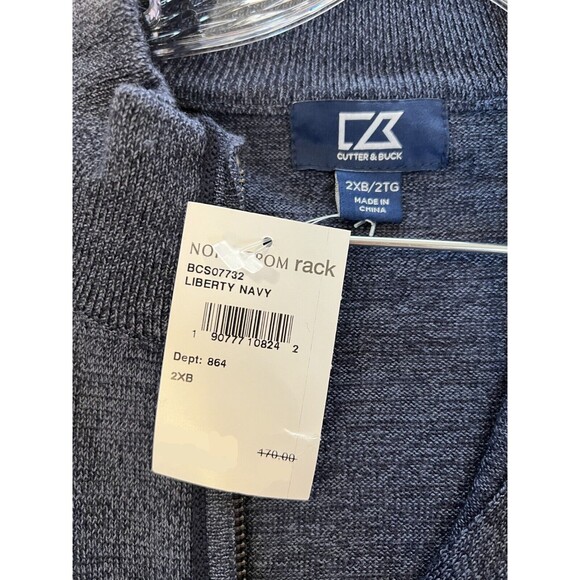 CUTTER & BUCK
2XB/2TG
MADE IN
CHINA
rack
BCS07732
LIBERTY NAVY
1 90777 10824 2
Dept: 864
2XB
170.00